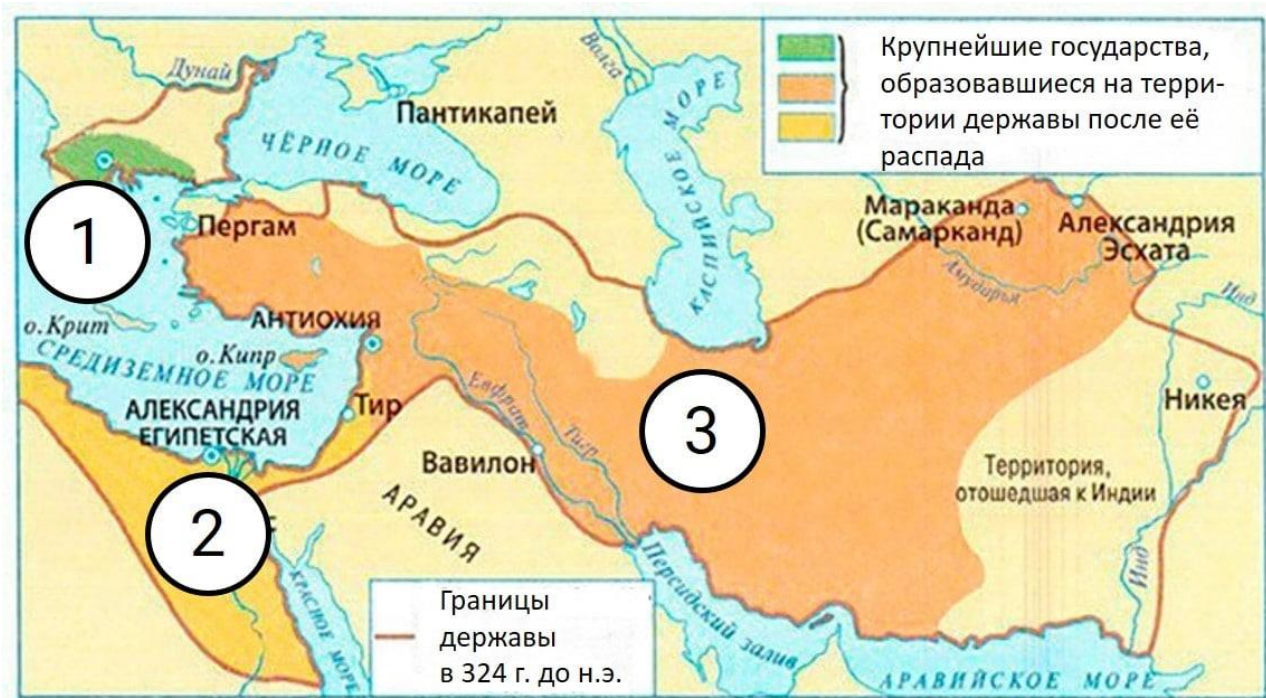 Крупнейшие государства,
образовавшиеся на терри-
тории державы после её
распада
Дунай
Волга
Пантикапей
ЧЁРНОЕ МОРЕ
КАСПИЙСКОЕ МОРЕ
Мараканда
(Самарканд)
Александрия
Эсхата
Амударья
Инд
1
Пергам
АНТИОХИЯ
о. Крит
о. Кипр
СРЕДИЗЕМНОЕ МОРЕ
АЛЕКСАНДРИЯ
ЕГИПЕТСКАЯ
Тир
Евфрат
Тигр
3
Никея
Вавилон
Территория,
отошедшая к Индии
АРАВИЯ
2
Инд
КРАСНОЕ МОРЕ
Персидский залив
АРАВИЙСКОЕ МОРЕ
Границы
державы
в 324 г. до н.э.